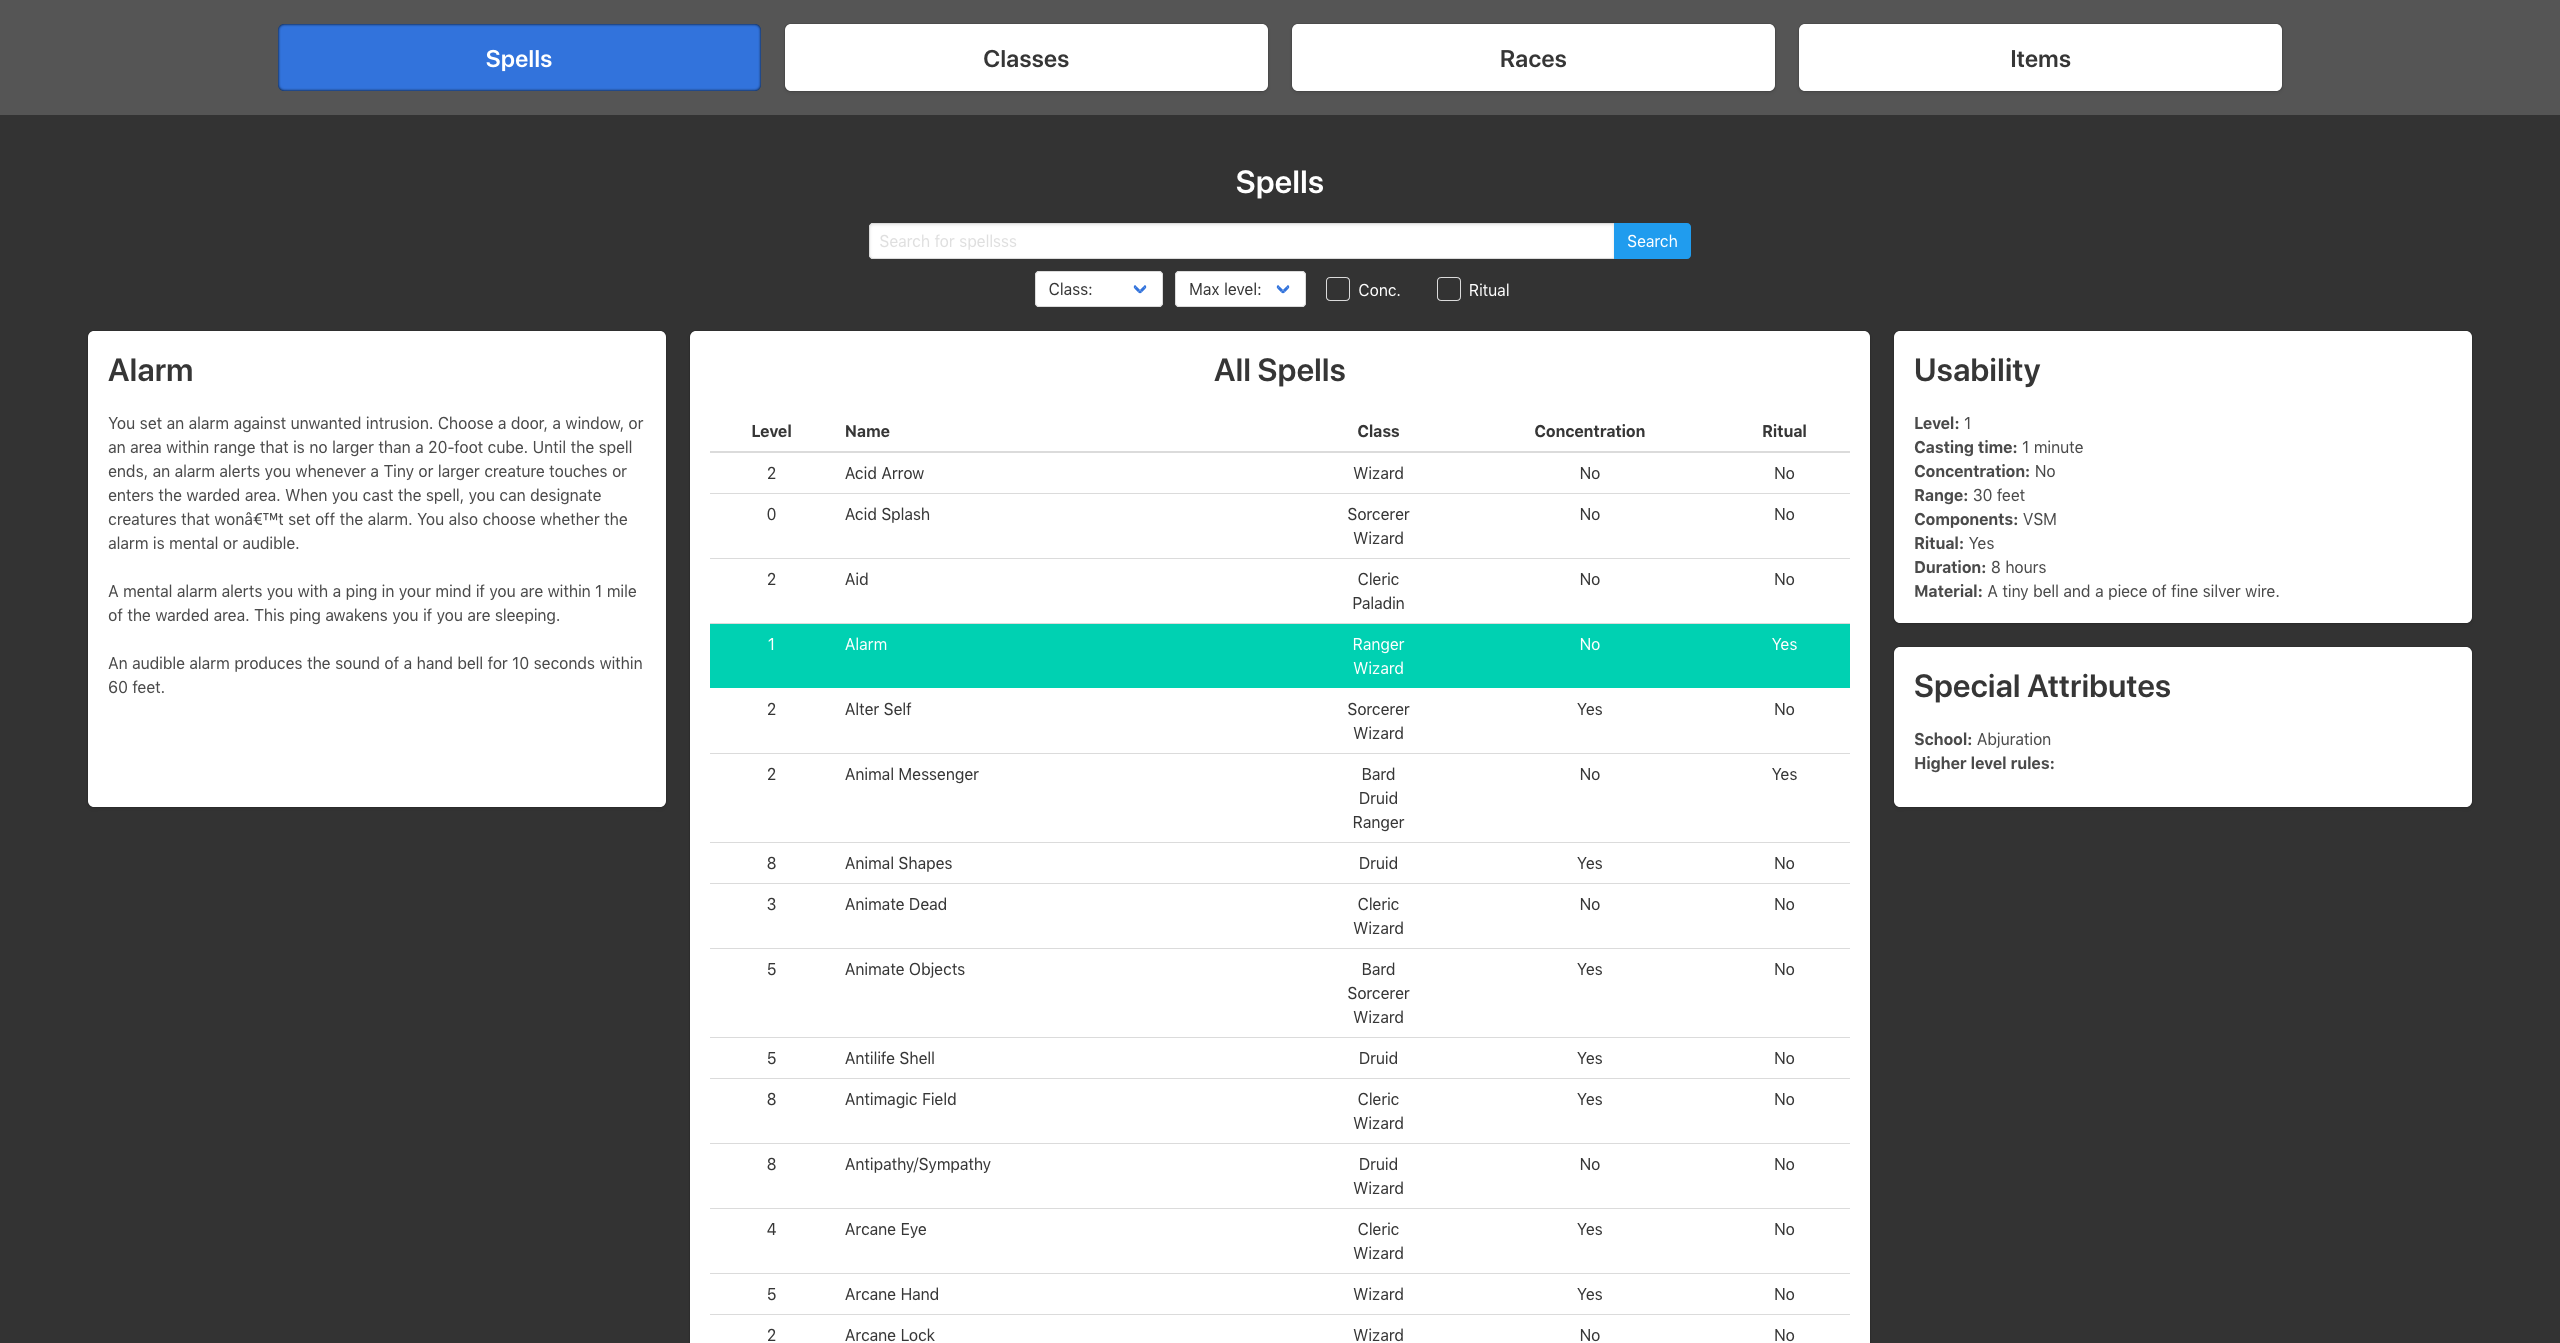 Spells
Classes
Races
Items
Spells
Search for spellsss
Search
Class:
Max level:
Conc.
Ritual
Alarm
You set an alarm against unwanted intrusion. Choose a door, a window, or
an area within range that is no larger than a 20-foot cube. Until the spell
ends, an alarm alerts you whenever a Tiny or larger creature touches or
enters the warded area. When you cast the spell, you can designate
creatures that wonâ€™t set off the alarm. You also choose whether the
alarm is mental or audible.
A mental alarm alerts you with a ping in your mind if you are within 1 mile
of the warded area. This ping awakens you if you are sleeping.
An audible alarm produces the sound of a hand bell for 10 seconds within
60 feet.
All Spells
Level Name Class Concentration Ritual
2 Acid Arrow Wizard No No
0 Acid Splash Sorcerer No No
Wizard
2 Aid Cleric No No
Paladin
1 Alarm Ranger No Yes
Wizard
2 Alter Self Sorcerer Yes No
Wizard
2 Animal Messenger Bard No Yes
Druid
Ranger
8 Animal Shapes Druid Yes No
3 Animate Dead Cleric No No
Wizard
5 Animate Objects Bard Yes No
Sorcerer
Wizard
5 Antilife Shell Druid Yes No
8 Antimagic Field Cleric Yes No
Wizard
8 Antipathy/Sympathy Druid No No
Wizard
4 Arcane Eye Cleric Yes No
Wizard
5 Arcane Hand Wizard Yes No
2 Arcane Lock Wizard No No
Usability
Level: 1
Casting time: 1 minute
Concentration: No
Range: 30 feet
Components: VSM
Ritual: Yes
Duration: 8 hours
Material: A tiny bell and a piece of fine silver wire.
Special Attributes
School: Abjuration
Higher level rules: